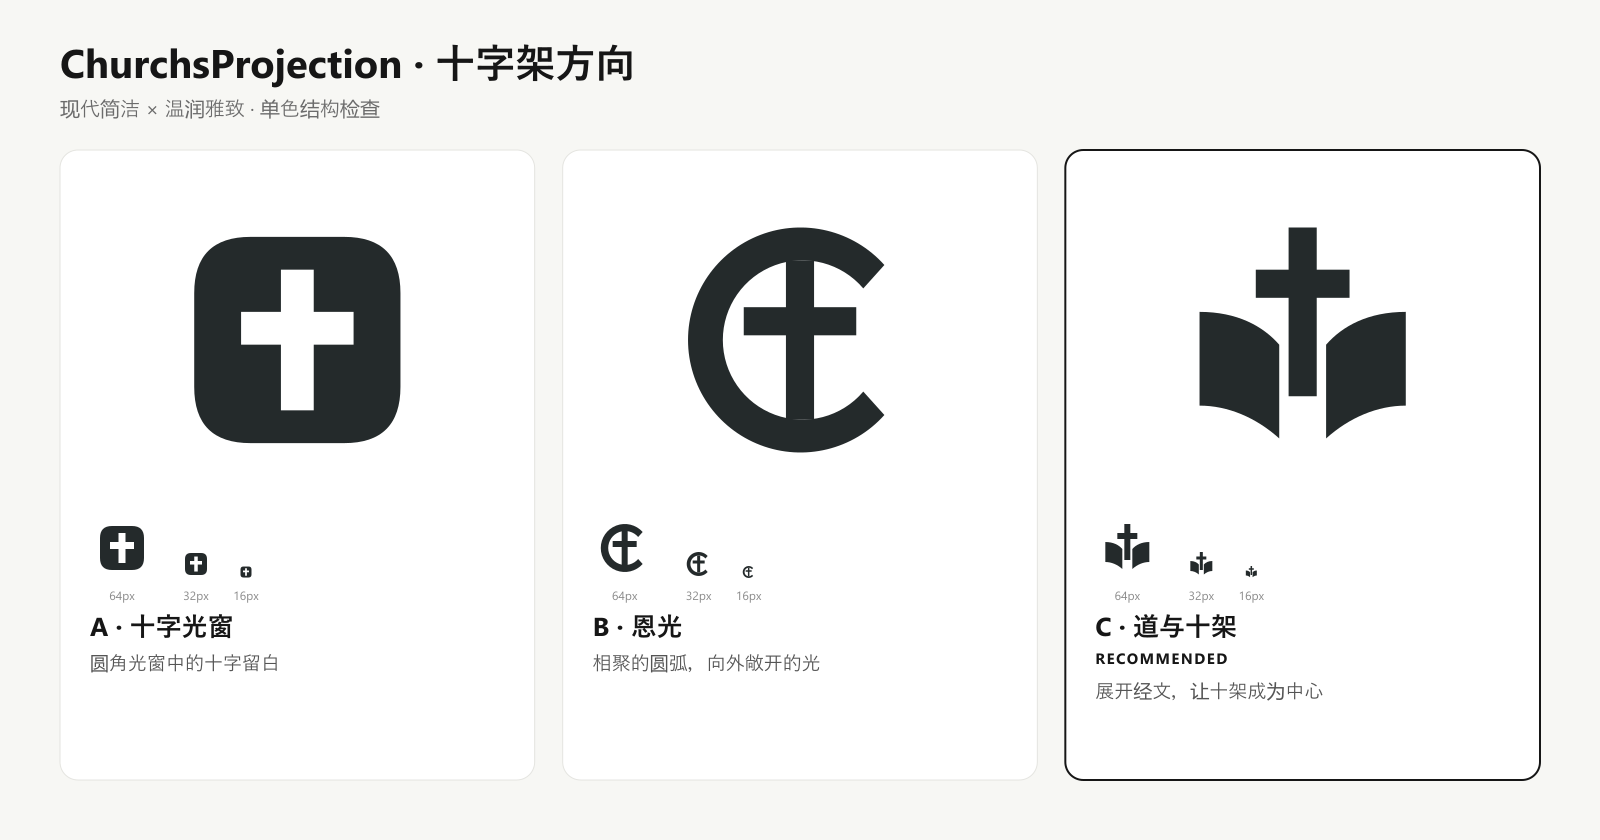 ChurchsProjection · 十字架方向
现代简洁 × 温润雅致 · 单色结构检查
64px 32px 16px
A · 十字光窗
圆角光窗中的十字留白
64px 32px 16px
B · 恩光
相聚的圆弧，向外敞开的光
64px 32px 16px
C · 道与十架
RECOMMENDED
展开经文，让十架成为中心